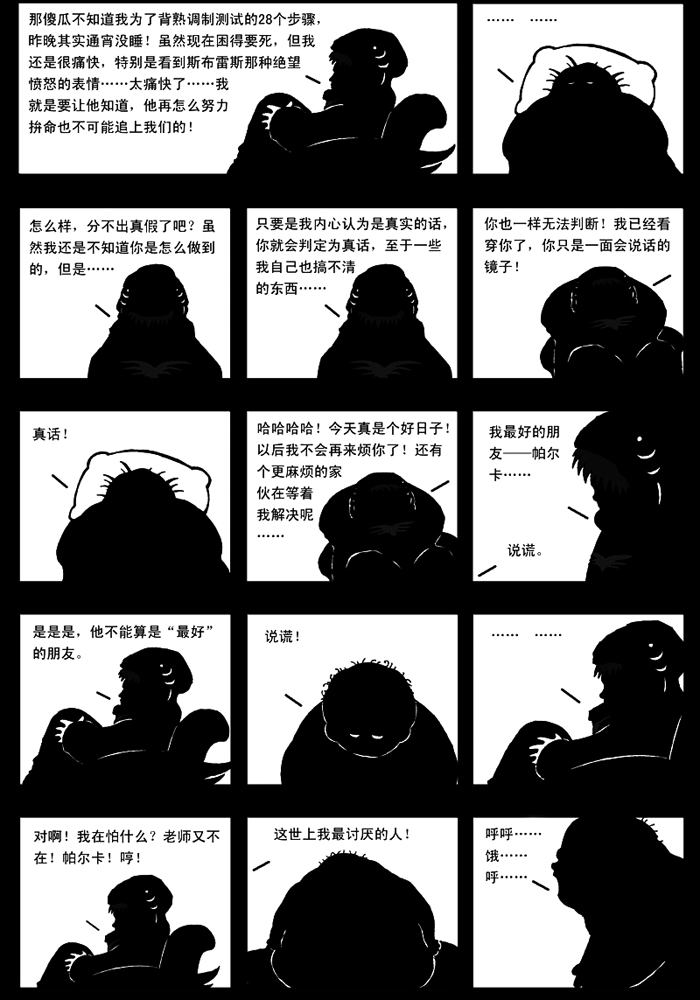 那傻瓜不知道我为了背熟调制测试的28个步骤，
昨晚其实通宵没睡！虽然现在困得要死，但我
还是很痛快，特别是看到斯布雷斯那种绝望
愤怒的表情……太痛快了……我
就是要让他知道，他再怎么努力
拚命也不可能追上我们的！
…… ……
怎么样，分不出真假了吧？虽
然我还是不知道你是怎么做到
的，但是……
只要是我内心认为是真实的话，
你就会判定为真话，至于一些
我自己也搞不清
的东西……
你也一样无法判断！我已经看
穿你了，你只是一面会说话的
镜子！
真话！
哈哈哈哈！今天真是个好日子！
以后我不会再来烦你了！还有
个更麻烦的家
伙在等着
我解决呢
……
我最好的朋
友——帕尔
卡……
说谎。
是是是，他不能算是“最好”
的朋友。
说谎！
…… ……
对啊！我在怕什么？老师又不
在！帕尔卡！哼！
这世上我最讨厌的人！
呼呼……
饿……
呼……